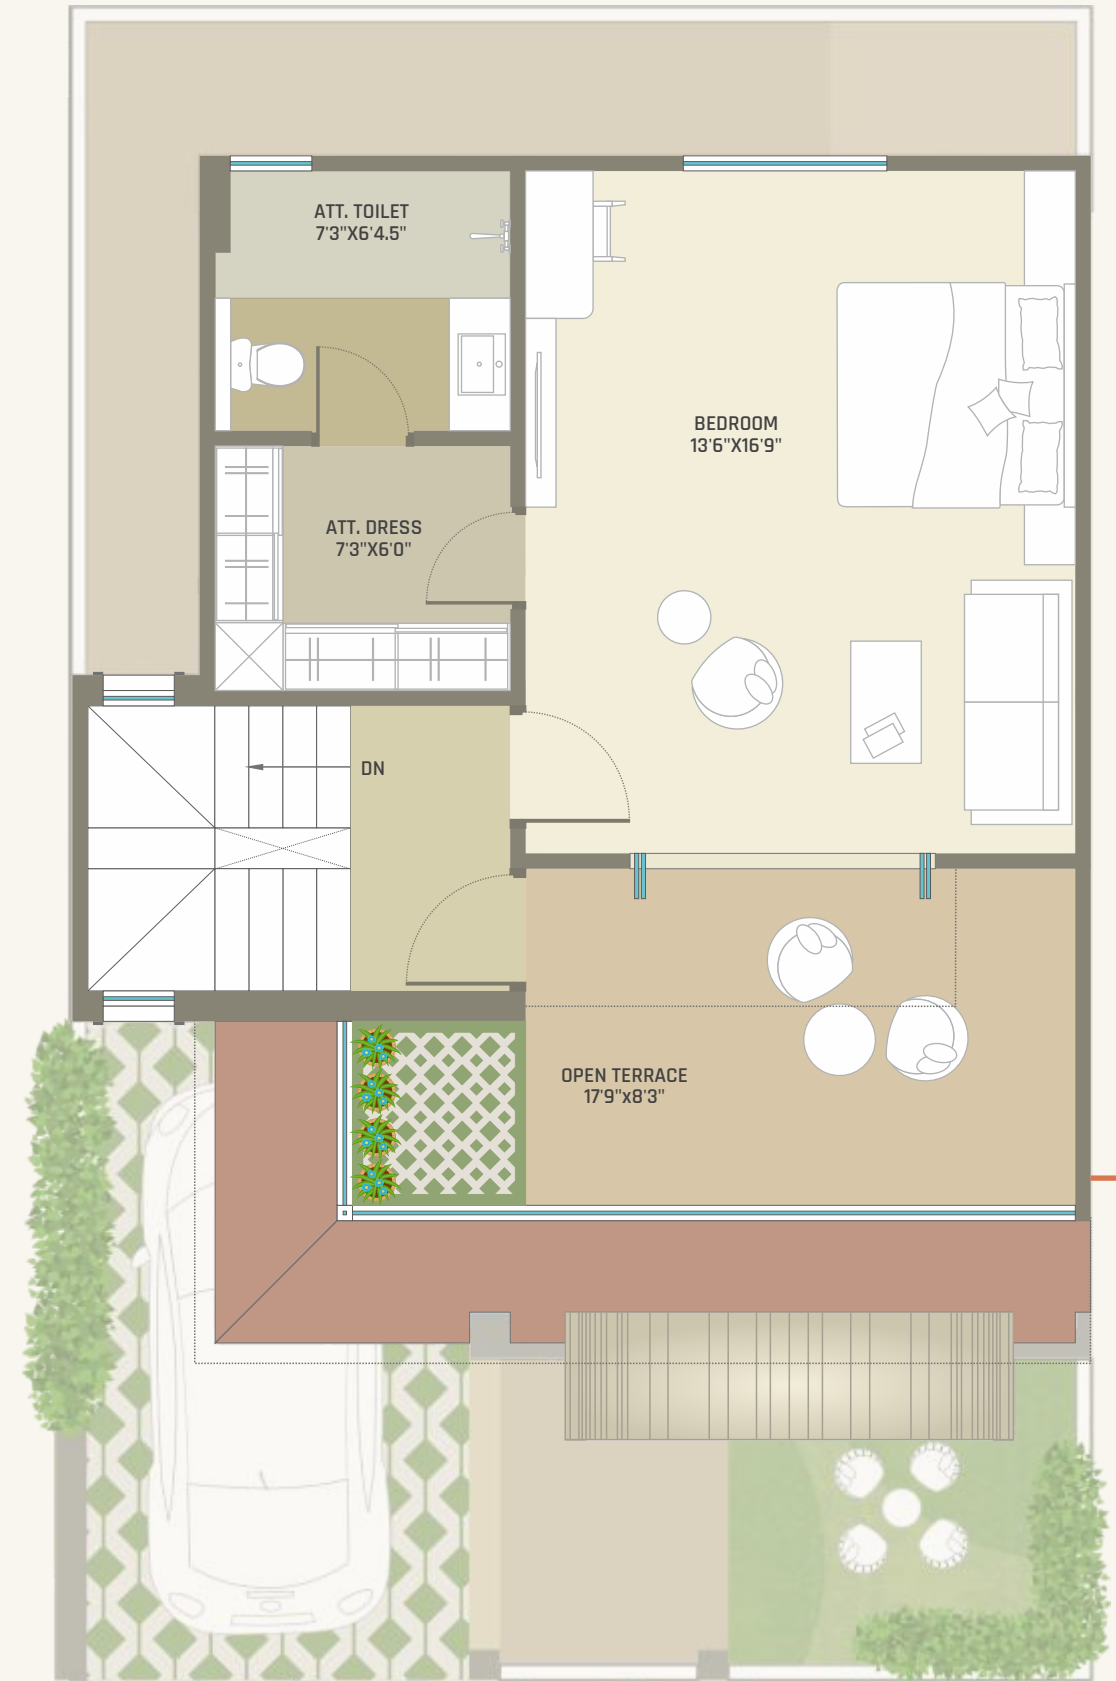 ATT. TOILET
7'3"X6'4.5"
BEDROOM
13'6"X16'9"
ATT. DRESS
7'3"X6'0"
DN
OPEN TERRACE
17'9"x8'3"